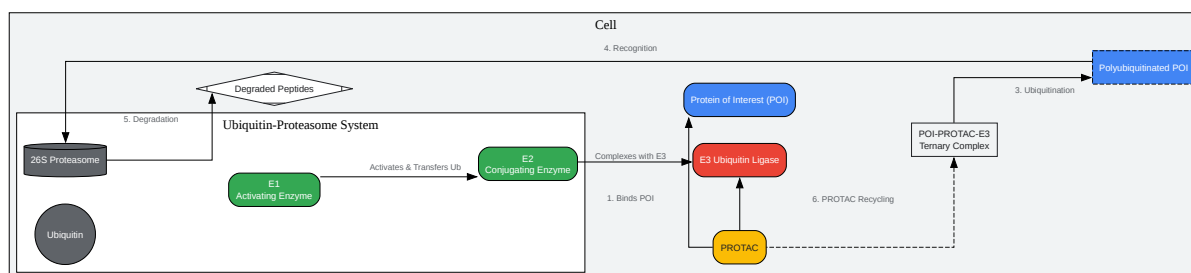 Cell
4. Recognition
Polyubiquitinated POI
3. Ubiquitination
Degraded Peptides
Protein of Interest (POI)
5. Degradation
Ubiquitin-Proteasome System
POI-PROTAC-E3
Ternary Complex
26S Proteasome
E2
Conjugating Enzyme
Complexes with E3
E3 Ubiquitin Ligase
Activates & Transfers Ub
E1
Activating Enzyme
1. Binds POI
6. PROTAC Recycling
Ubiquitin
PROTAC